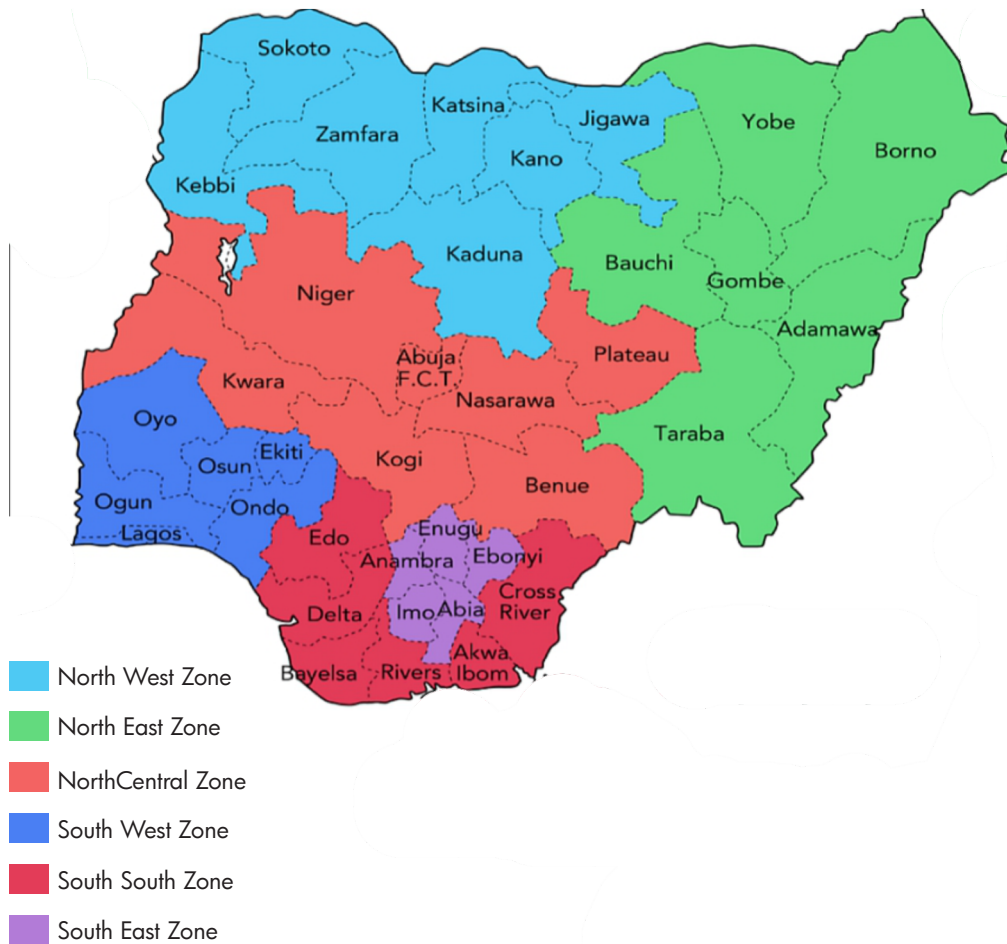 Sokoto
Katsina
Jigawa
Yobe
Zamfara
Borno
Kano
Kebbi
Kaduna
Bauchi
Gombe
Niger
Adamawa
Abuja
F.C.T.
Plateau
Kwara
Nasarawa
Oyo
Taraba
Ekiti
Osun
Kogi
Benue
Ogun
Ondo
Lagos
Edo
Enugu
Anambra
Ebonyi
Cross
River
Delta
Imo
Abia
Akwa
Ibom
Bayelsa
Rivers
North West Zone
North East Zone
NorthCentral Zone
South West Zone
South South Zone
South East Zone